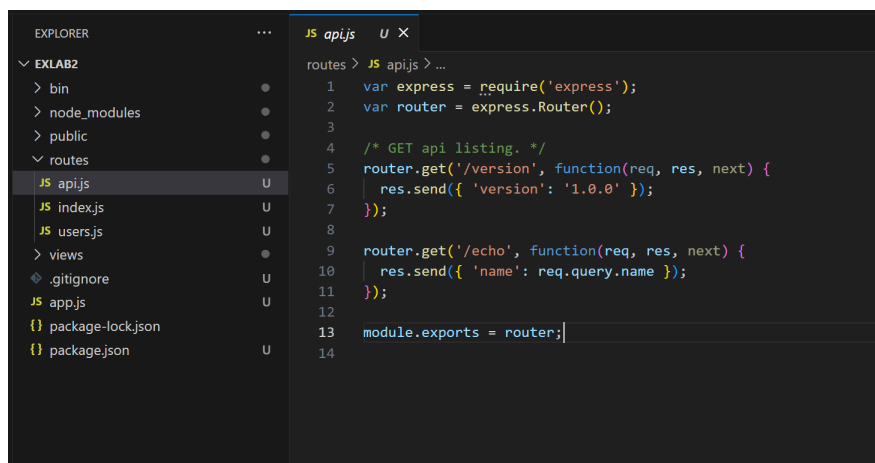 EXPLORER
...
EXLAB2
bin
node_modules
public
routes
JS api.js U
JS index.js U
JS users.js U
views
.gitignore U
JS app.js U
{} package-lock.json
{} package.json U
JS api.js U ×
routes > JS api.js > ...
1 var express = require('express');
2 var router = express.Router();
3
4 /* GET api listing. */
5 router.get('/version', function(req, res, next) {
6 res.send({ 'version': '1.0.0' });
7 });
8
9 router.get('/echo', function(req, res, next) {
10 res.send({ 'name': req.query.name });
11 });
12
13 module.exports = router;
14